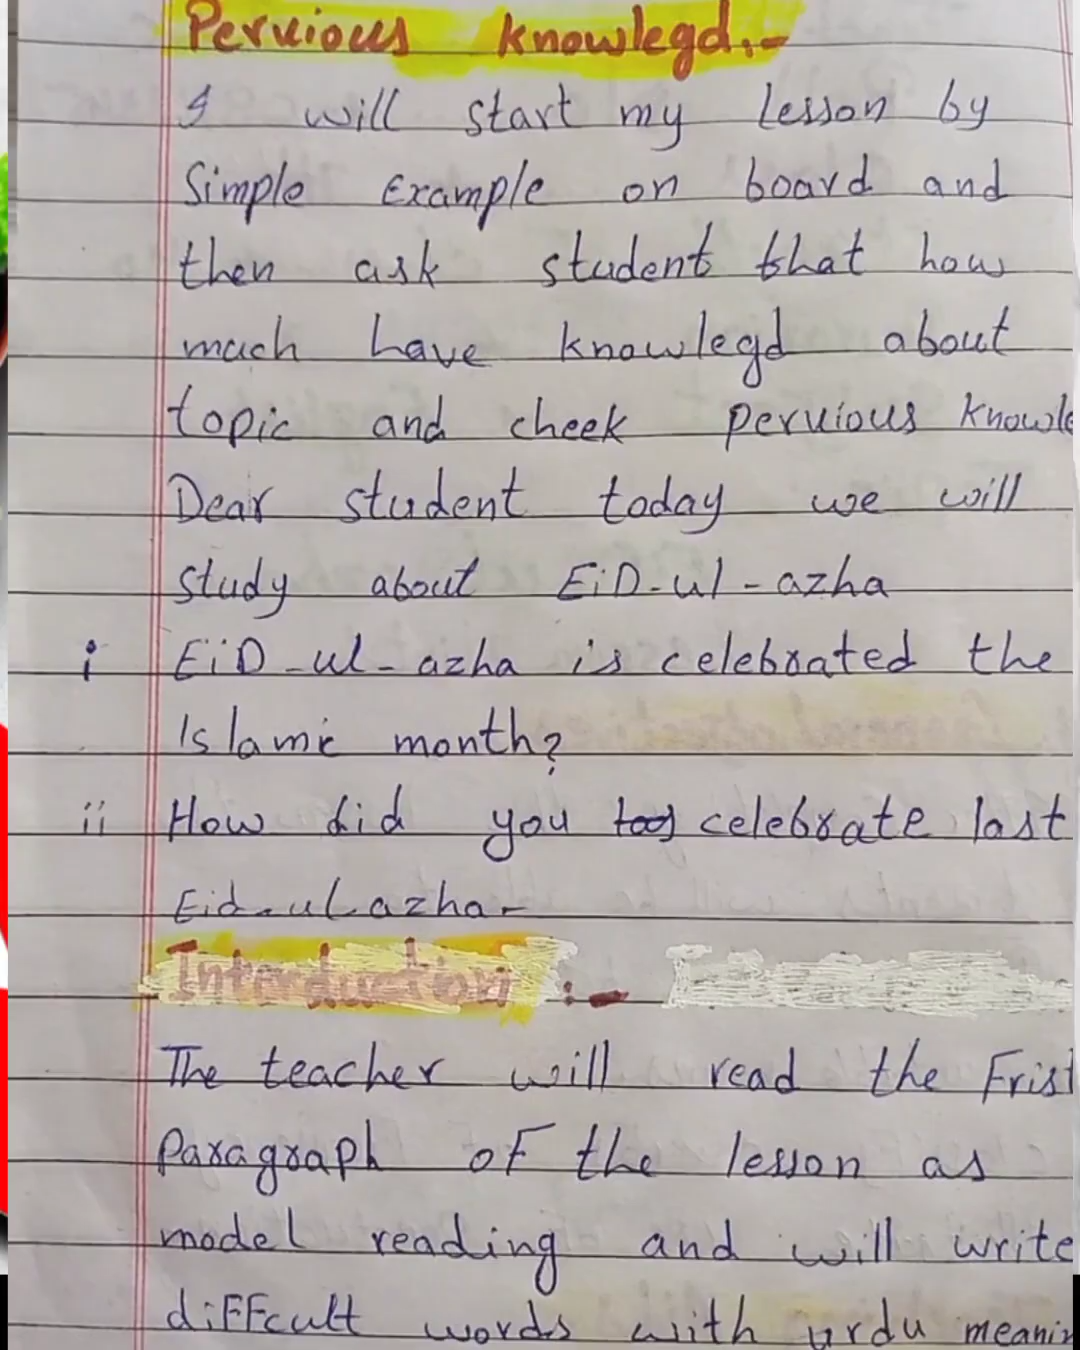 Pervious knowlegd:-
I will start my lesson by
Simple Example on board and
then ask student that how
much have knowlegd about
topic and cheek pervious knowle
Dear student today we will
study about EiD-ul-azha
i EiD-ul-azha is celebrated the
Islamic month?
ii How did you celebrate last
Eid-ul-azha-
Interduction :-
The teacher will read the Frist
Paragraph oF the lesson as
model reading and will write
diFFcult words with urdu meanin